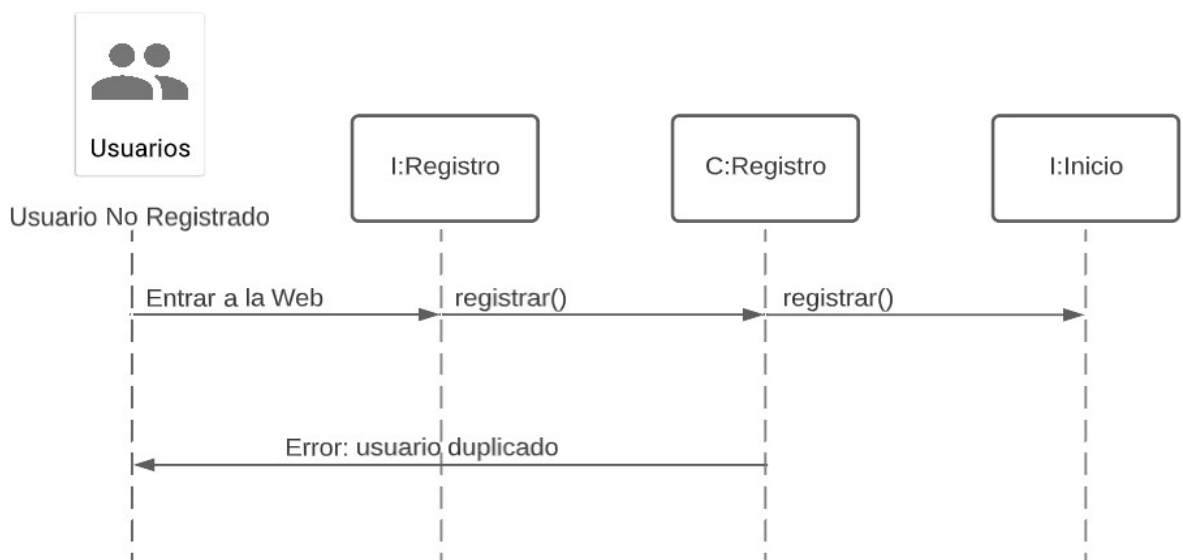 Usuarios
Usuario No Registrado
I:Registro
C:Registro
I:Inicio
Entrar a la Web
registrar()
registrar()
Error: usuario duplicado